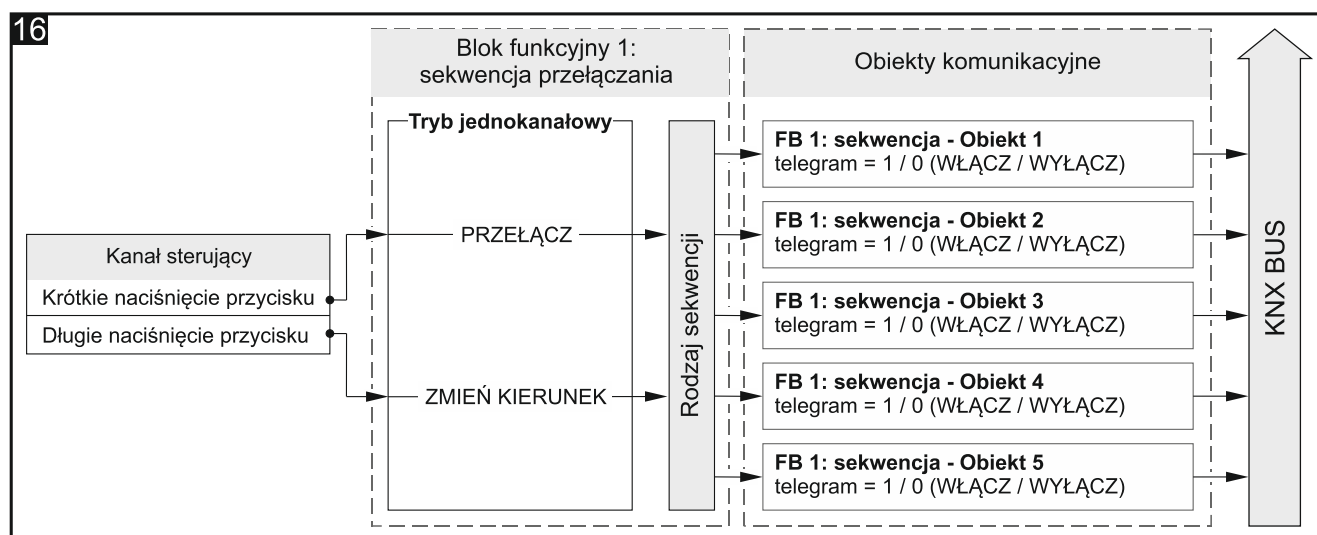 16
Blok funkcyjny 1:
sekwencja przełączania
Obiekty komunikacyjne
Tryb jednokanałowy
Kanał sterujący
Krótkie naciśnięcie przycisku
Długie naciśnięcie przycisku
PRZEŁĄCZ
ZMIEŃ KIERUNEK
Rodzaj sekwencji
FB 1: sekwencja - Obiekt 1
telegram = 1 / 0 (WŁĄCZ / WYŁĄCZ)
FB 1: sekwencja - Obiekt 2
telegram = 1 / 0 (WŁĄCZ / WYŁĄCZ)
FB 1: sekwencja - Obiekt 3
telegram = 1 / 0 (WŁĄCZ / WYŁĄCZ)
FB 1: sekwencja - Obiekt 4
telegram = 1 / 0 (WŁĄCZ / WYŁĄCZ)
FB 1: sekwencja - Obiekt 5
telegram = 1 / 0 (WŁĄCZ / WYŁĄCZ)
KNX BUS